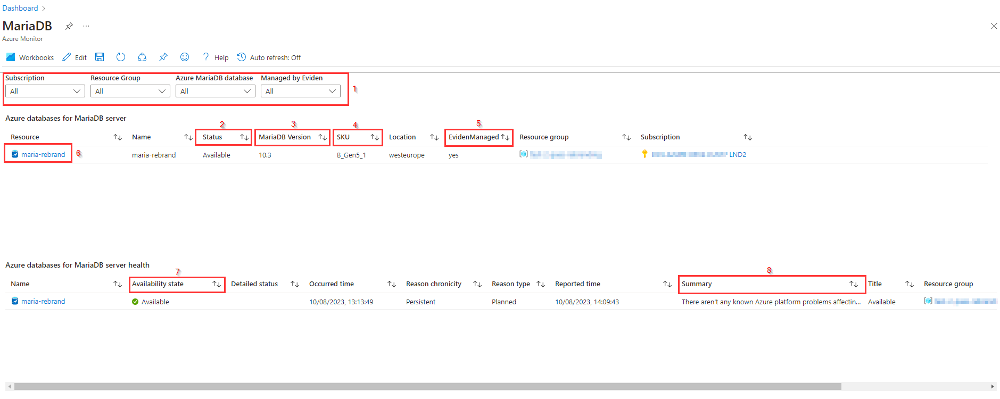 Dashboard
MariaDB ...
Azure Monitor
Workbooks Edit ? Help Auto refresh: Off
Subscription Resource Group Azure MariaDB database Managed by Eviden
All All All All 1
Azure databases for MariaDB server
2 3 4 5
Resource Name Status MariaDB Version SKU Location EvidenManaged Resource group Subscription
maria-rebrand 6 maria-rebrand Available 10.3 B_Gen5_1 westeurope yes LND2
Azure databases for MariaDB server health
7 8
Name Availability state Detailed status Occurred time Reason chronicity Reason type Reported time Summary Title Resource group
maria-rebrand Available 10/08/2023, 13:13:49 Persistent Planned 10/08/2023, 14:09:43 There aren't any known Azure platform problems affectin... Available